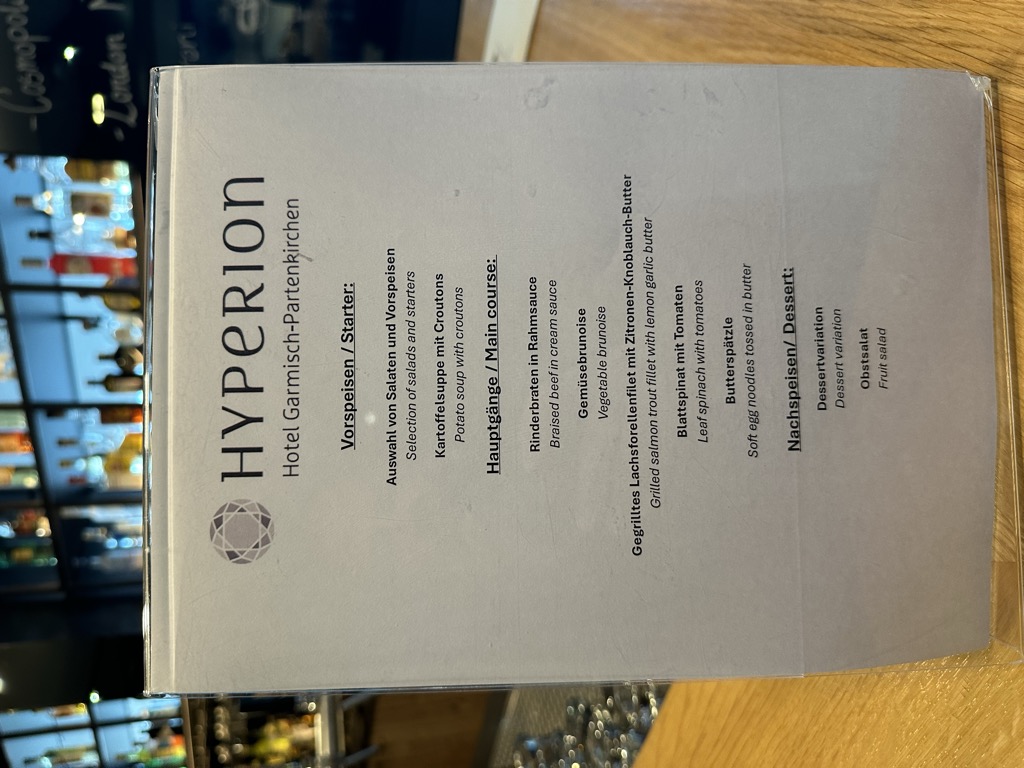 HYPERION
Hotel Garmisch-Partenkirchen
Vorspeisen / Starter:
Auswahl von Salaten und Vorspeisen
Selection of salads and starters
Kartoffelsuppe mit Croutons
Potato soup with croutons
Hauptgänge / Main course:
Rinderbraten in Rahmsauce
Braised beef in cream sauce
Gemüsebrunoise
Vegetable brunoise
Gegrilltes Lachsforellenfilet mit Zitronen-Knoblauch-Butter
Grilled salmon trout fillet with lemon garlic butter
Blattspinat mit Tomaten
Leaf spinach with tomatoes
Butterspätzle
Soft egg noodles tossed in butter
Nachspeisen/ Dessert:
Dessertvariation
Dessert variation
Obstsalat
Fruit salad
-Cosmopol
-London